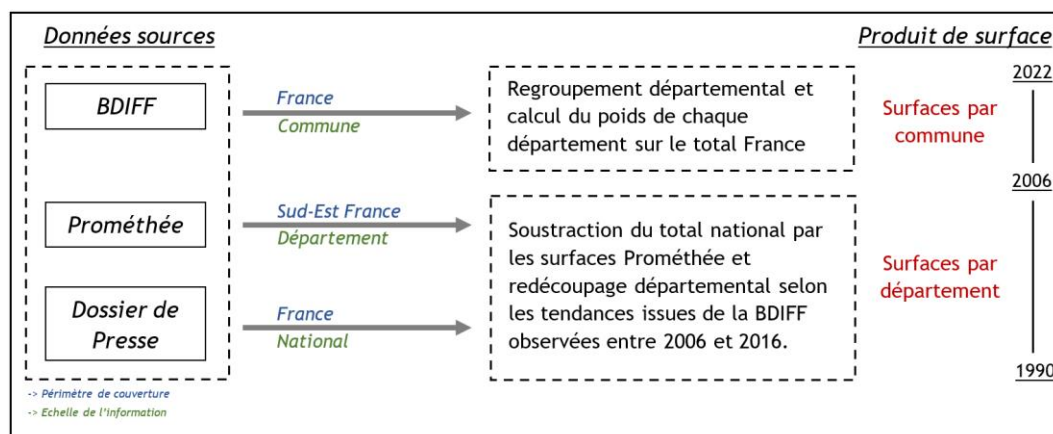 Données sources
Produit de surface
BDIFF
France
Commune
Regroupement départemental et
calcul du poids de chaque
département sur le total France
Surfaces par
commune
2022
2006
Prométhée
Sud-Est France
Département
Dossier de
Presse
France
National
Soustraction du total national par
les surfaces Prométhée et
redécoupage départemental selon
les tendances issues de la BDIFF
observées entre 2006 et 2016.
Surfaces par
département
1990
-> Périmètre de couverture
-> Echelle de l'information